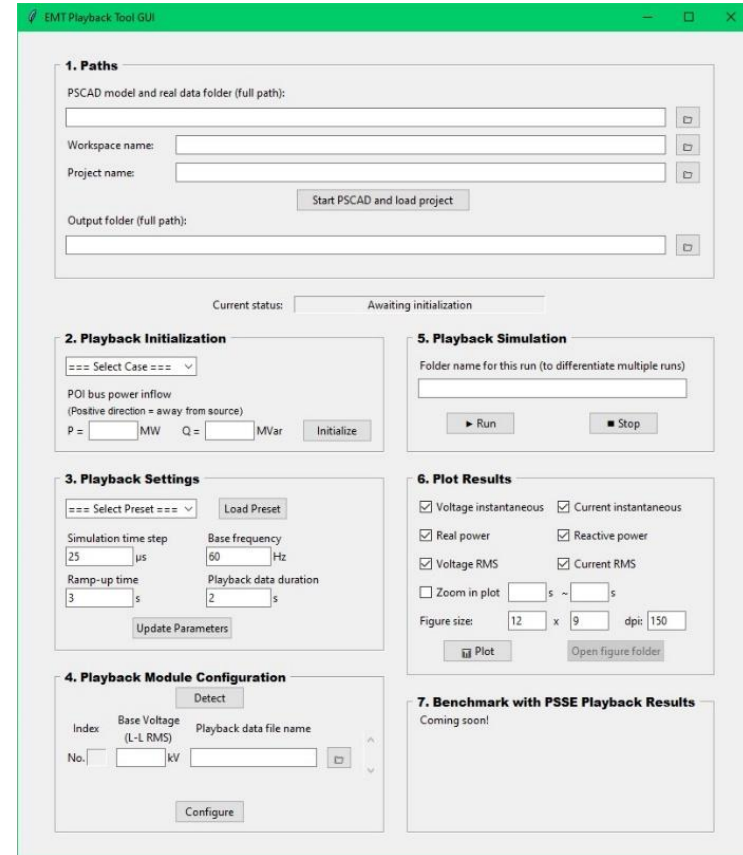 EMT Playback Tool GUI
1. Paths
PSCAD model and real data folder (full path):
Workspace name:
Project name:
Start PSCAD and load project
Output folder (full path):
Current status: Awaiting initialization
2. Playback Initialization
=== Select Case ===
POI bus power inflow
(Positive direction = away from source)
P = MW Q = MVar Initialize
3. Playback Settings
=== Select Preset === Load Preset
Simulation time step Base frequency
25 µs 60 Hz
Ramp-up time Playback data duration
3 s 2 s
Update Parameters
4. Playback Module Configuration
Detect
Index Base Voltage (L-L RMS) Playback data file name
No. kV
Configure
5. Playback Simulation
Folder name for this run (to differentiate multiple runs)
► Run ■ Stop
6. Plot Results
Voltage instantaneous Current instantaneous
Real power Reactive power
Voltage RMS Current RMS
Zoom in plot s ~ s
Figure size: 12 x 9 dpi: 150
Plot Open figure folder
7. Benchmark with PSSE Playback Results
Coming soon!